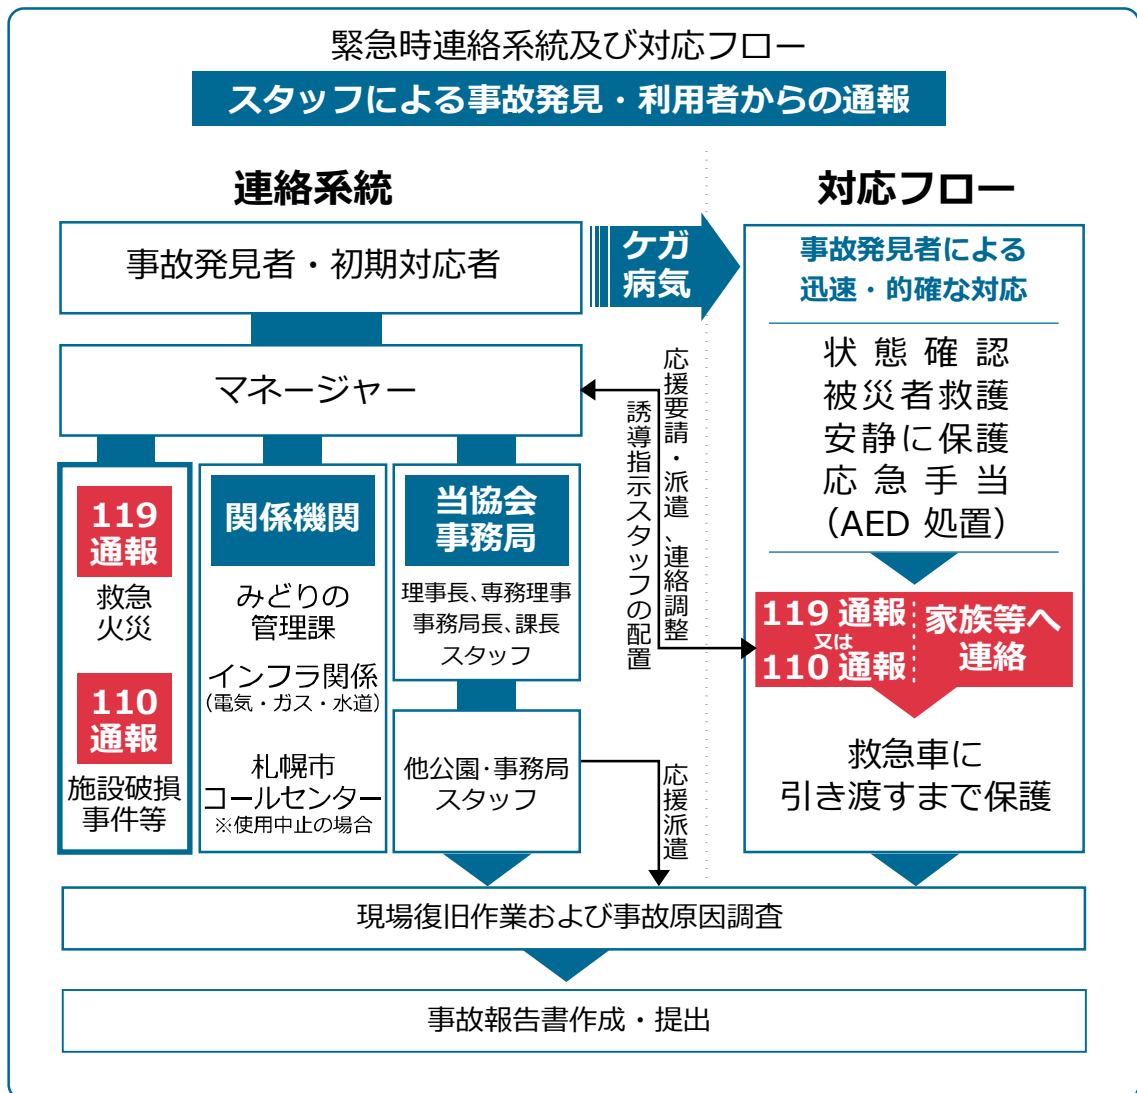 緊急時連絡系統及び対応フロー
スタッフによる事故発見・利用者からの通報
連絡系統
事故発見者・初期対応者
マネージャー
119
通報
救急
火災
110
通報
施設破損
事件等
関係機関
みどりの
管理課
インフラ関係
(電気・ガス・水道)
札幌市
コールセンター
※使用中止の場合
当協会
事務局
理事長、専務理事
事務局長、課長
スタッフ
他公園・事務局
スタッフ
ケガ
病気
応援要請・派遣、連絡調整
誘導指示スタッフの配置
応援派遣
対応フロー
事故発見者による
迅速・的確な対応
状態確認
被災者救護
安静に保護
応急手当
(AED 処置)
119 通報
又は
110 通報
家族等へ
連絡
救急車に
引き渡すまで保護
現場復旧作業および事故原因調査
事故報告書作成・提出